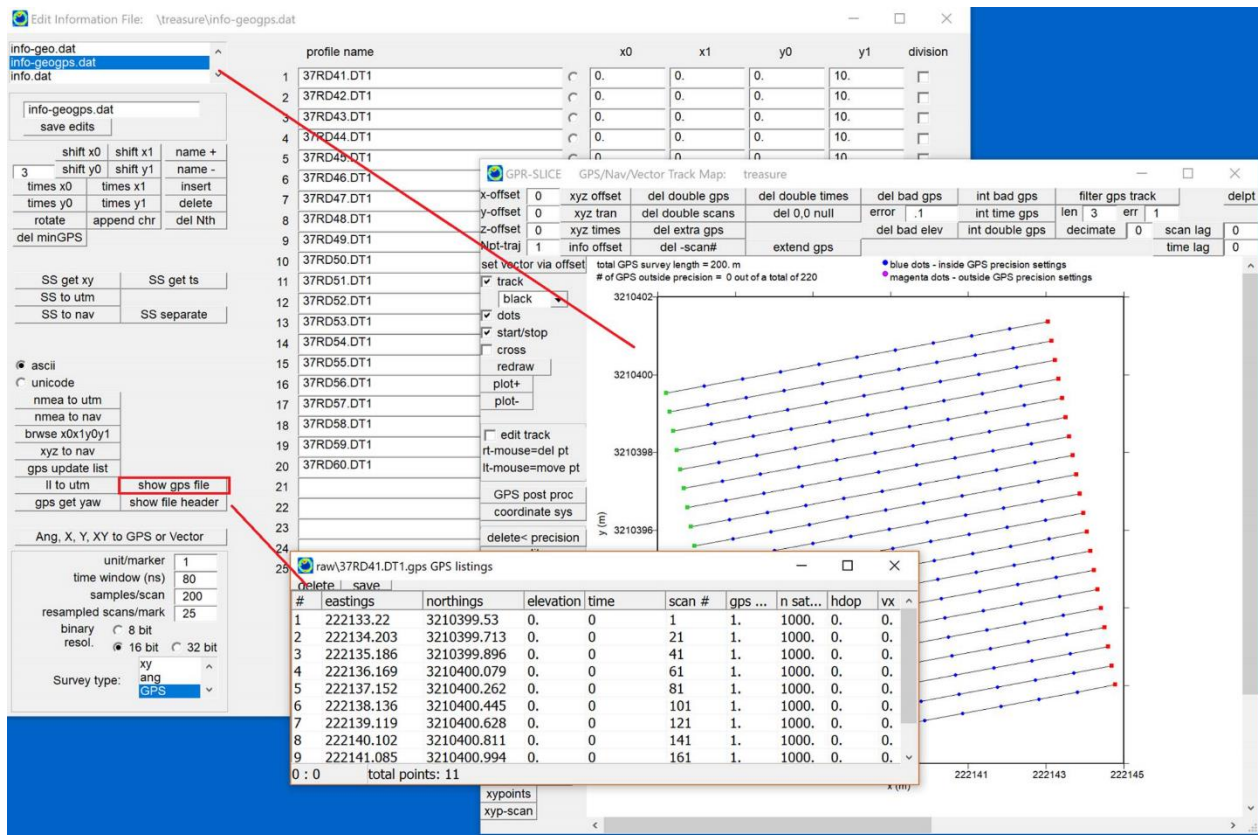 Edit Information File: \treasure\info-geogps.dat
info-geo.dat
info-geogps.dat
info.dat
info-geogps.dat
save edits
shift x0 shift x1 name +
3 shift y0 shift y1 name -
times x0 times x1 insert
times y0 times y1 delete
rotate append chr del Nth
del minGPS
SS get xy SS get ts
SS to utm
SS to nav SS separate
ascii
unicode
nmea to utm
nmea to nav
brwse x0x1y0y1
xyz to nav
gps update list
ll to utm show gps file
gps get yaw show file header
Ang, X, Y, XY to GPS or Vector
unit/marker 1
time window (ns) 80
samples/scan 200
resampled scans/mark 25
binary 8 bit
resol. 16 bit 32 bit
Survey type: xy
ang
GPS
profile name x0 x1 y0 y1 division
1 37RD41.DT1 0. 0. 0. 10.
2 37RD42.DT1 0. 0. 0. 10.
3 37RD43.DT1 0. 0. 0. 10.
4 37RD44.DT1 0. 0. 0. 10.
5 37RD45.DT1 0. 0. 0. 10.
6 37RD46.DT1
7 37RD47.DT1
8 37RD48.DT1
9 37RD49.DT1
10 37RD50.DT1
11 37RD51.DT1
12 37RD52.DT1
13 37RD53.DT1
14 37RD54.DT1
15 37RD55.DT1
16 37RD56.DT1
17 37RD57.DT1
18 37RD58.DT1
19 37RD59.DT1
20 37RD60.DT1
21
22
23
24
25
GPR-SLICE GPS/Nav/Vector Track Map: treasure
x-offset 0 xyz offset del double gps del double times del bad gps int bad gps filter gps track delpt
y-offset 0 xyz tran del double scans del 0,0 null error .1 int time gps len 3 err 1
z-offset 0 xyz times del extra gps del bad elev int double gps decimate 0 scan lag 0
Npt-traj 1 info offset del -scan# extend gps time lag 0
set vector via offset
track
black
dots
start/stop
cross
redraw
plot+
plot-
edit track
rt-mouse=del pt
lt-mouse=move pt
GPS post proc
coordinate sys
delete< precision
xypoints
xyp-scan
total GPS survey length = 200. m
# of GPS outside precision = 0 out of a total of 220
blue dots - inside GPS precision settings
magenta dots - outside GPS precision settings
3210402
3210400
3210398
3210396
y (m)
222141 222143 222145
x (m)
raw\37RD41.DT1.gps GPS listings
delete save
# eastings northings elevation time scan # gps ... n sat... hdop vx
1 222133.22 3210399.53 0. 0 1 1. 1000. 0. 0.
2 222134.203 3210399.713 0. 0 21 1. 1000. 0. 0.
3 222135.186 3210399.896 0. 0 41 1. 1000. 0. 0.
4 222136.169 3210400.079 0. 0 61 1. 1000. 0. 0.
5 222137.152 3210400.262 0. 0 81 1. 1000. 0. 0.
6 222138.136 3210400.445 0. 0 101 1. 1000. 0. 0.
7 222139.119 3210400.628 0. 0 121 1. 1000. 0. 0.
8 222140.102 3210400.811 0. 0 141 1. 1000. 0. 0.
9 222141.085 3210400.994 0. 0 161 1. 1000. 0. 0.
0 : 0 total points: 11